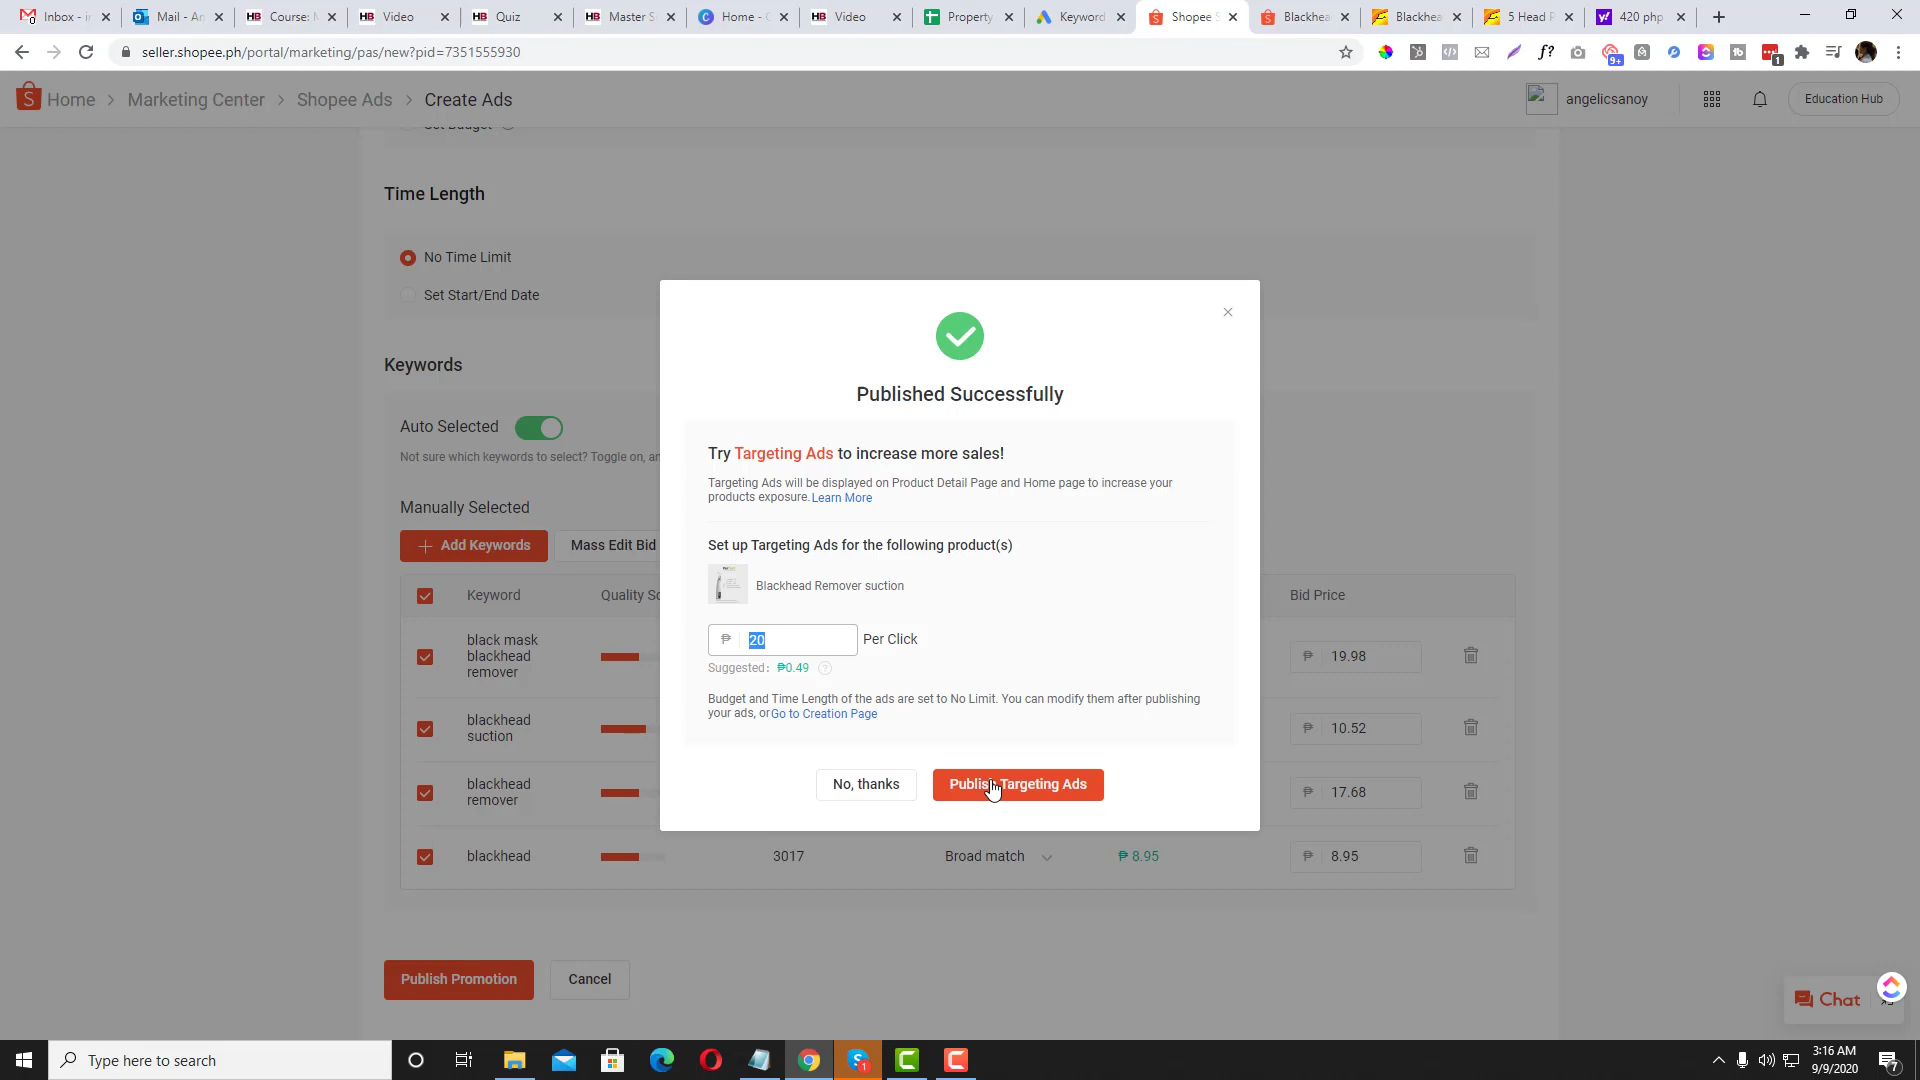 Inbox - i
Mail - An
Course: M
Video
Quiz
Master S
Home - C
Video
Property
Keyword
Shopee S
Blackhea
Blackhea
5 Head P
420 php
seller.shopee.ph/portal/marketing/pas/new?pid=7351555930
Home > Marketing Center > Shopee Ads > Create Ads
angelicsanoy
Education Hub
Set Budget
Time Length
No Time Limit
Set Start/End Date
Keywords
Auto Selected
Not sure which keywords to select? Toggle on, an
Manually Selected
+ Add Keywords
Mass Edit Bid
Keyword
Quality Sc
Bid Price
black mask
blackhead
remover
₱ 19.98
blackhead
suction
₱ 10.52
blackhead
remover
₱ 17.68
blackhead
3017
Broad match
₱ 8.95
₱ 8.95
Publish Promotion
Cancel
Published Successfully
Try Targeting Ads to increase more sales!
Targeting Ads will be displayed on Product Detail Page and Home page to increase your
products exposure. Learn More
Set up Targeting Ads for the following product(s)
Blackhead Remover suction
₱ 20 Per Click
Suggested: ₱0.49 ?
Budget and Time Length of the ads are set to No Limit. You can modify them after publishing
your ads, or Go to Creation Page
No, thanks
Publish Targeting Ads
Chat
Type here to search
3:16 AM
9/9/2020